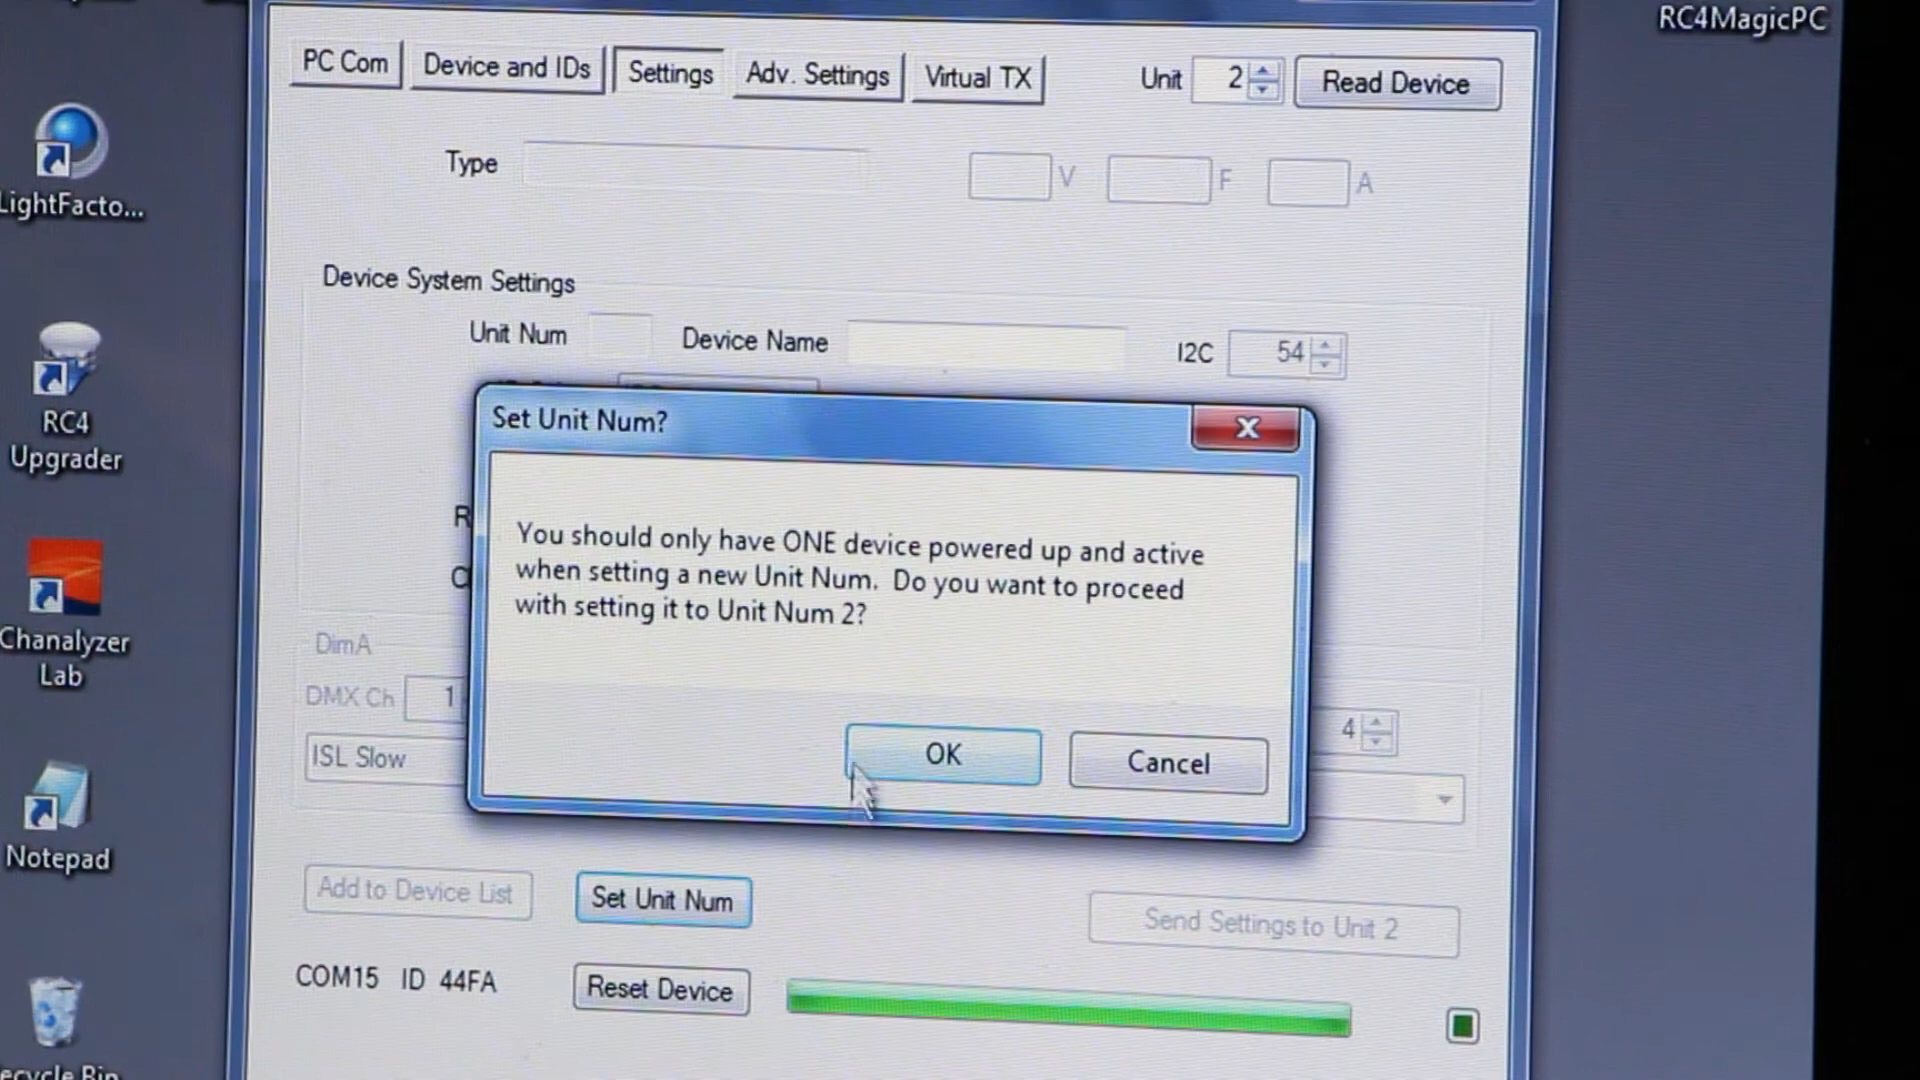 RC4MagicPC
PC Com
Device and IDs
Settings
Adv. Settings
Virtual TX
Unit
2
Read Device
Type
V
F
A
Device System Settings
Unit Num
Device Name
I2C
54
Set Unit Num?
X
You should only have ONE device powered up and active
when setting a new Unit Num. Do you want to proceed
with setting it to Unit Num 2?
OK
Cancel
R
DimA
DMX Ch
1
4
ISL Slow
Add to Device List
Set Unit Num
Send Settings to Unit 2
COM15 ID 44FA
Reset Device
LightFacto...
RC4
Upgrader
Chanalyzer
Lab
Notepad
ecycle Bin